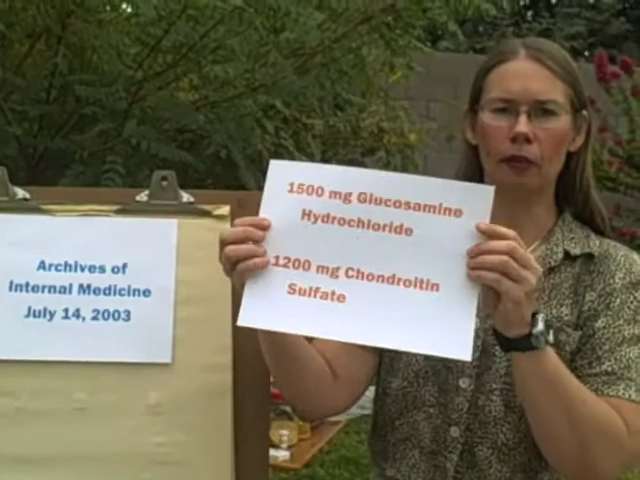 Archives of
Internal Medicine
July 14, 2003
1500 mg Glucosamine
Hydrochloride
1200 mg Chondroitin
Sulfate